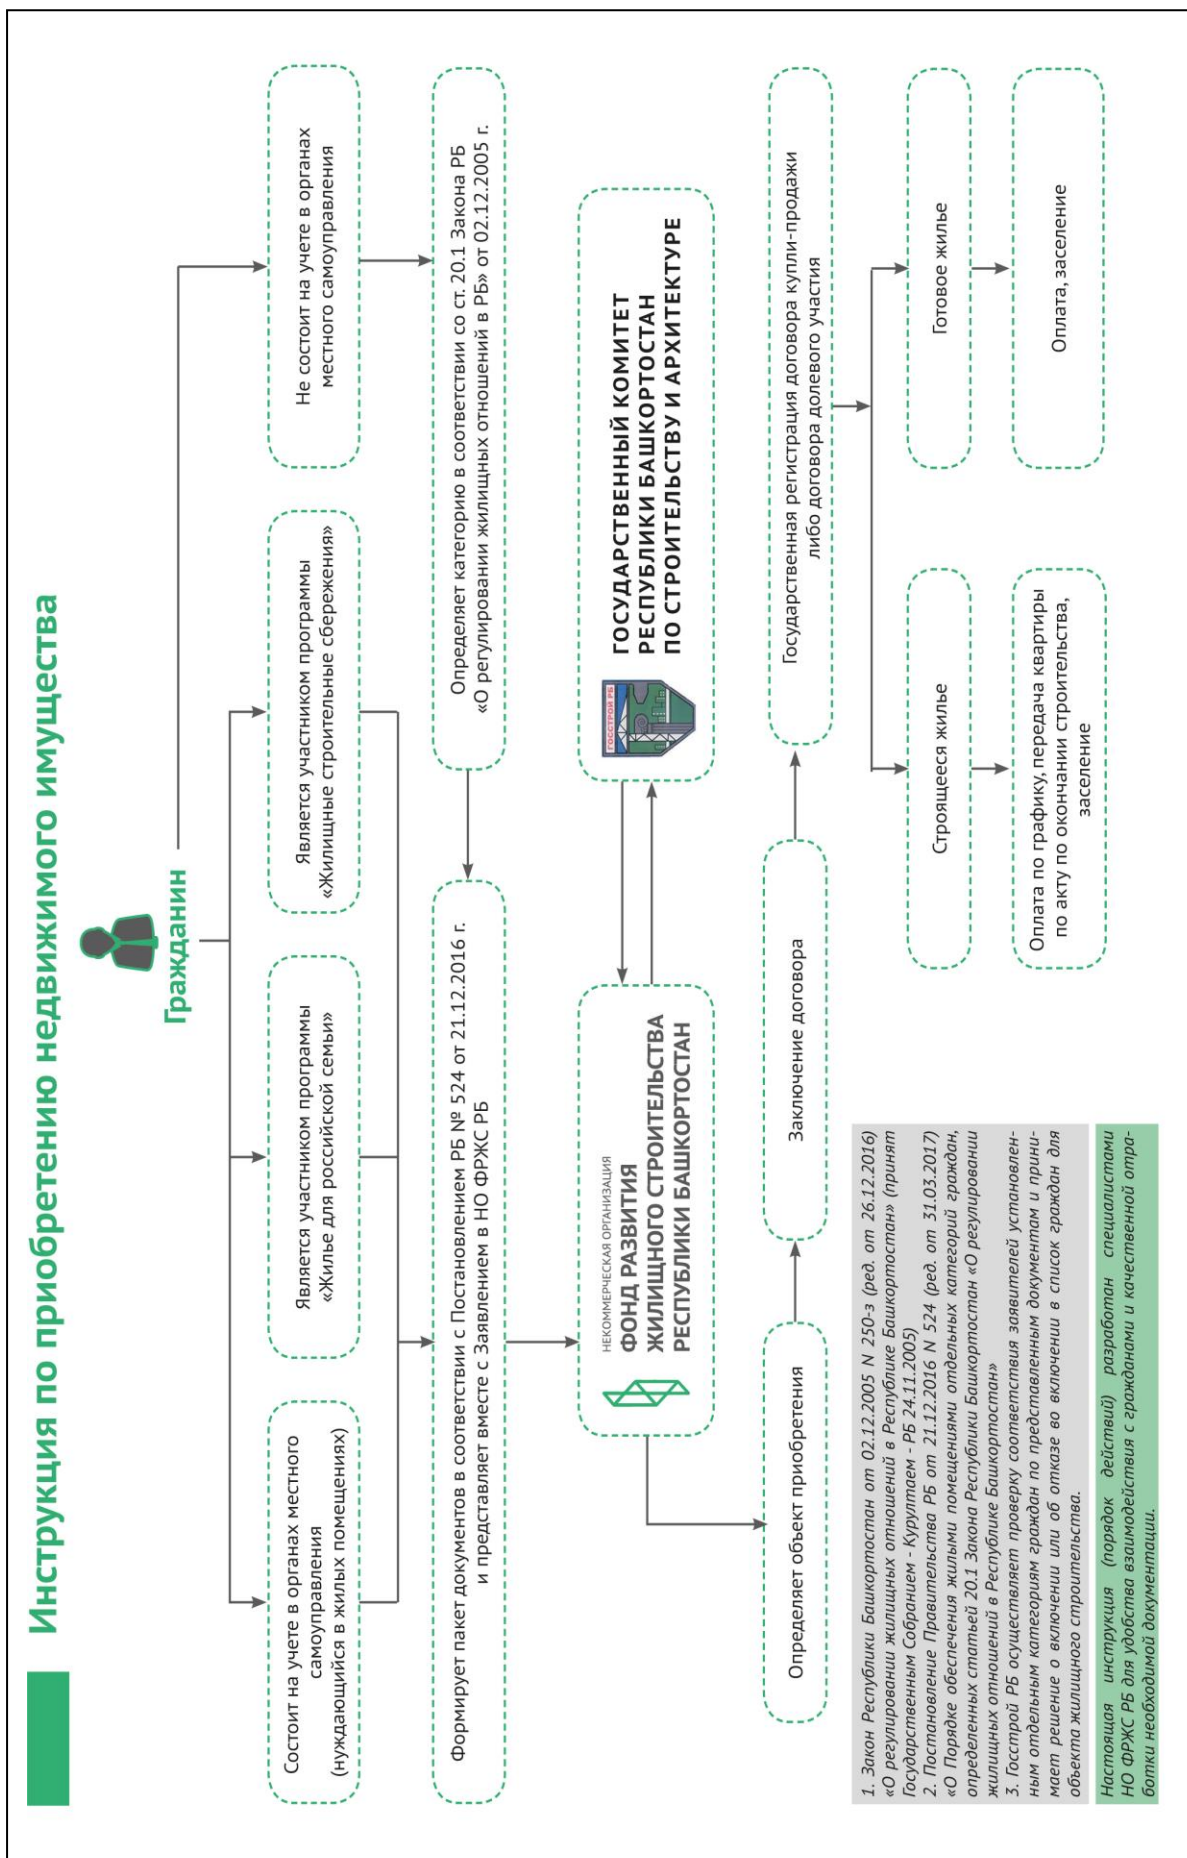 Инструкция по приобретению недвижимого имущества
Гражданин
Состоит на учете в органах местного
самоуправления
(нуждающийся в жилых помещениях)
Является участником программы
«Жилье для российской семьи»
Является участником программы
«Жилищные строительные сбережения»
Не состоит на учете в органах
местного самоуправления
Формирует пакет документов в соответствии с Постановлением РБ № 524 от 21.12.2016 г.
и представляет вместе с Заявлением в НО ФРЖС РБ
Определяет категорию в соответствии со ст. 20.1 Закона РБ
«О регулировании жилищных отношений в РБ» от 02.12.2005 г.
НЕКОММЕРЧЕСКАЯ ОРГАНИЗАЦИЯ
ФОНД РАЗВИТИЯ
ЖИЛИЩНОГО СТРОИТЕЛЬСТВА
РЕСПУБЛИКИ БАШКОРТОСТАН
ГОССТРОЙ РБ
ГОСУДАРСТВЕННЫЙ КОМИТЕТ
РЕСПУБЛИКИ БАШКОРТОСТАН
ПО СТРОИТЕЛЬСТВУ И АРХИТЕКТУРЕ
Определяет объект приобретения
Заключение договора
Государственная регистрация договора купли-продажи
либо договора долевого участия
Строящееся жилье
Готовое жилье
Оплата по графику, передача квартиры
по акту по окончании строительства,
заселение
Оплата, заселение
1. Закон Республики Башкортостан от 02.12.2005 N 250-з (ред. от 26.12.2016)
«О регулировании жилищных отношений в Республике Башкортостан» (принят
Государственным Собранием - Курултаем - РБ 24.11.2005)
2. Постановление Правительства РБ от 21.12.2016 N 524 (ред. от 31.03.2017)
«О Порядке обеспечения жилыми помещениями отдельных категорий граждан,
определенных статьей 20.1 Закона Республики Башкортостан «О регулировании
жилищных отношений в Республике Башкортостан»
3. Госстрой РБ осуществляет проверку соответствия заявителей установлен-
ным отдельным категориям граждан по представленным документам и прини-
мает решение о включении или об отказе во включении в список граждан для
объекта жилищного строительства.
Настоящая инструкция (порядок действий) разработан специалистами
НО ФРЖС РБ для удобства взаимодействия с гражданами и качественной отра-
ботки необходимой документации.